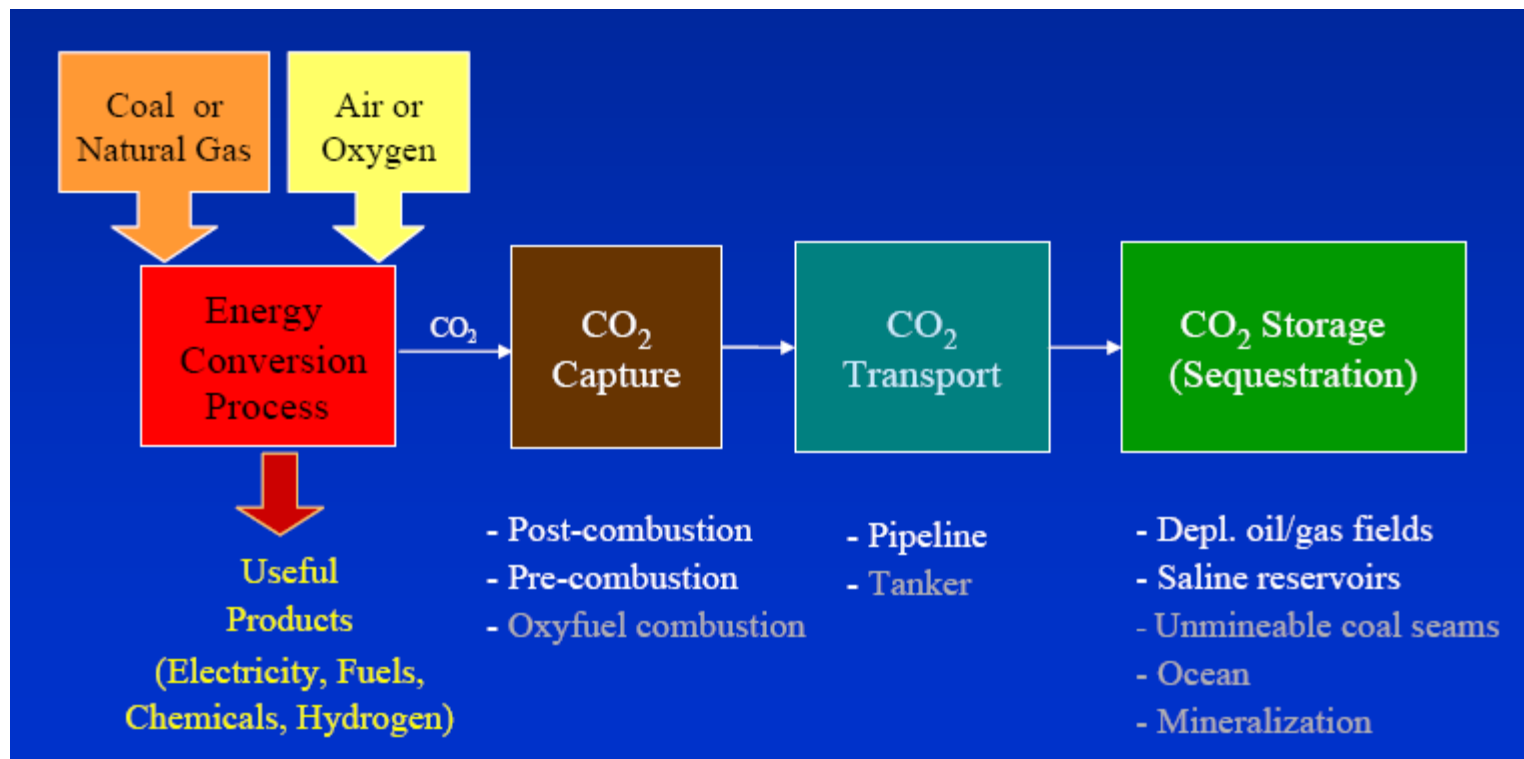 Coal or
Natural Gas
Air or
Oxygen
Energy
Conversion
Process
CO₂
CO₂
Capture
CO₂
Transport
CO₂ Storage
(Sequestration)
Useful
Products
(Electricity, Fuels,
Chemicals, Hydrogen)
- Post-combustion
- Pre-combustion
- Oxyfuel combustion
- Pipeline
- Tanker
- Depl. oil/gas fields
- Saline reservoirs
- Unmineable coal seams
- Ocean
- Mineralization